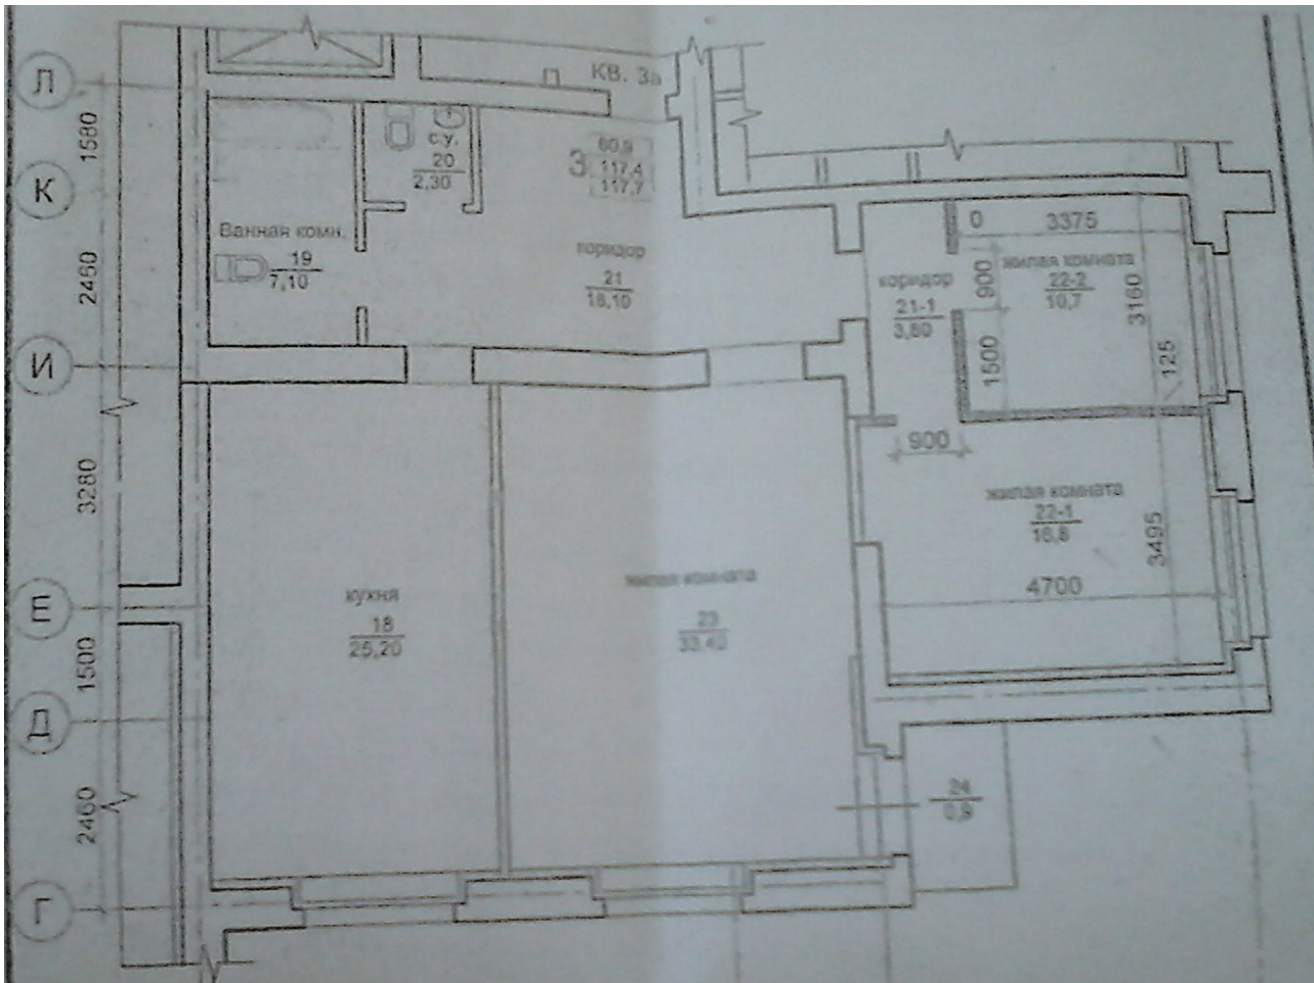 Л
КВ. 3а
1580
с.у.
20
2,30
3
60,9
117,4
117,7
К
Ванная комн.
19
7,10
коридор
21
18,10
О
3375
коридор
21-1
3,80
900
жилая комната
22-2
10,7
3160
2460
И
1500
125
900
3280
жилая комната
22-1
16,8
3495
4700
кухня
18
25,20
жилая комната
23
33,40
Е
1500
Д
2460
24
0,9
Г